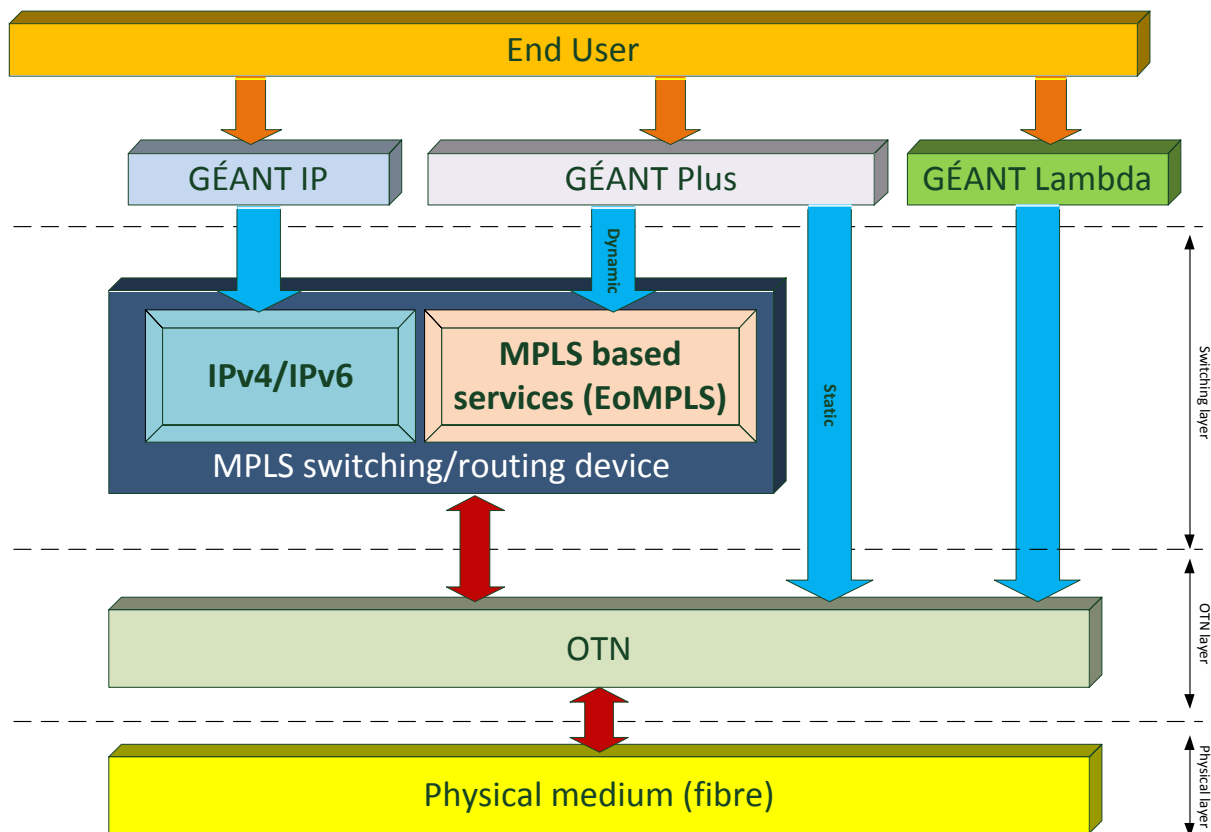 End User
GÉANT IP
GÉANT Plus
GÉANT Lambda
Dynamic
Static
IPv4/IPv6
MPLS based
services (EoMPLS)
MPLS switching/routing device
Switching layer
OTN
OTN layer
Physical medium (fibre)
Physical layer